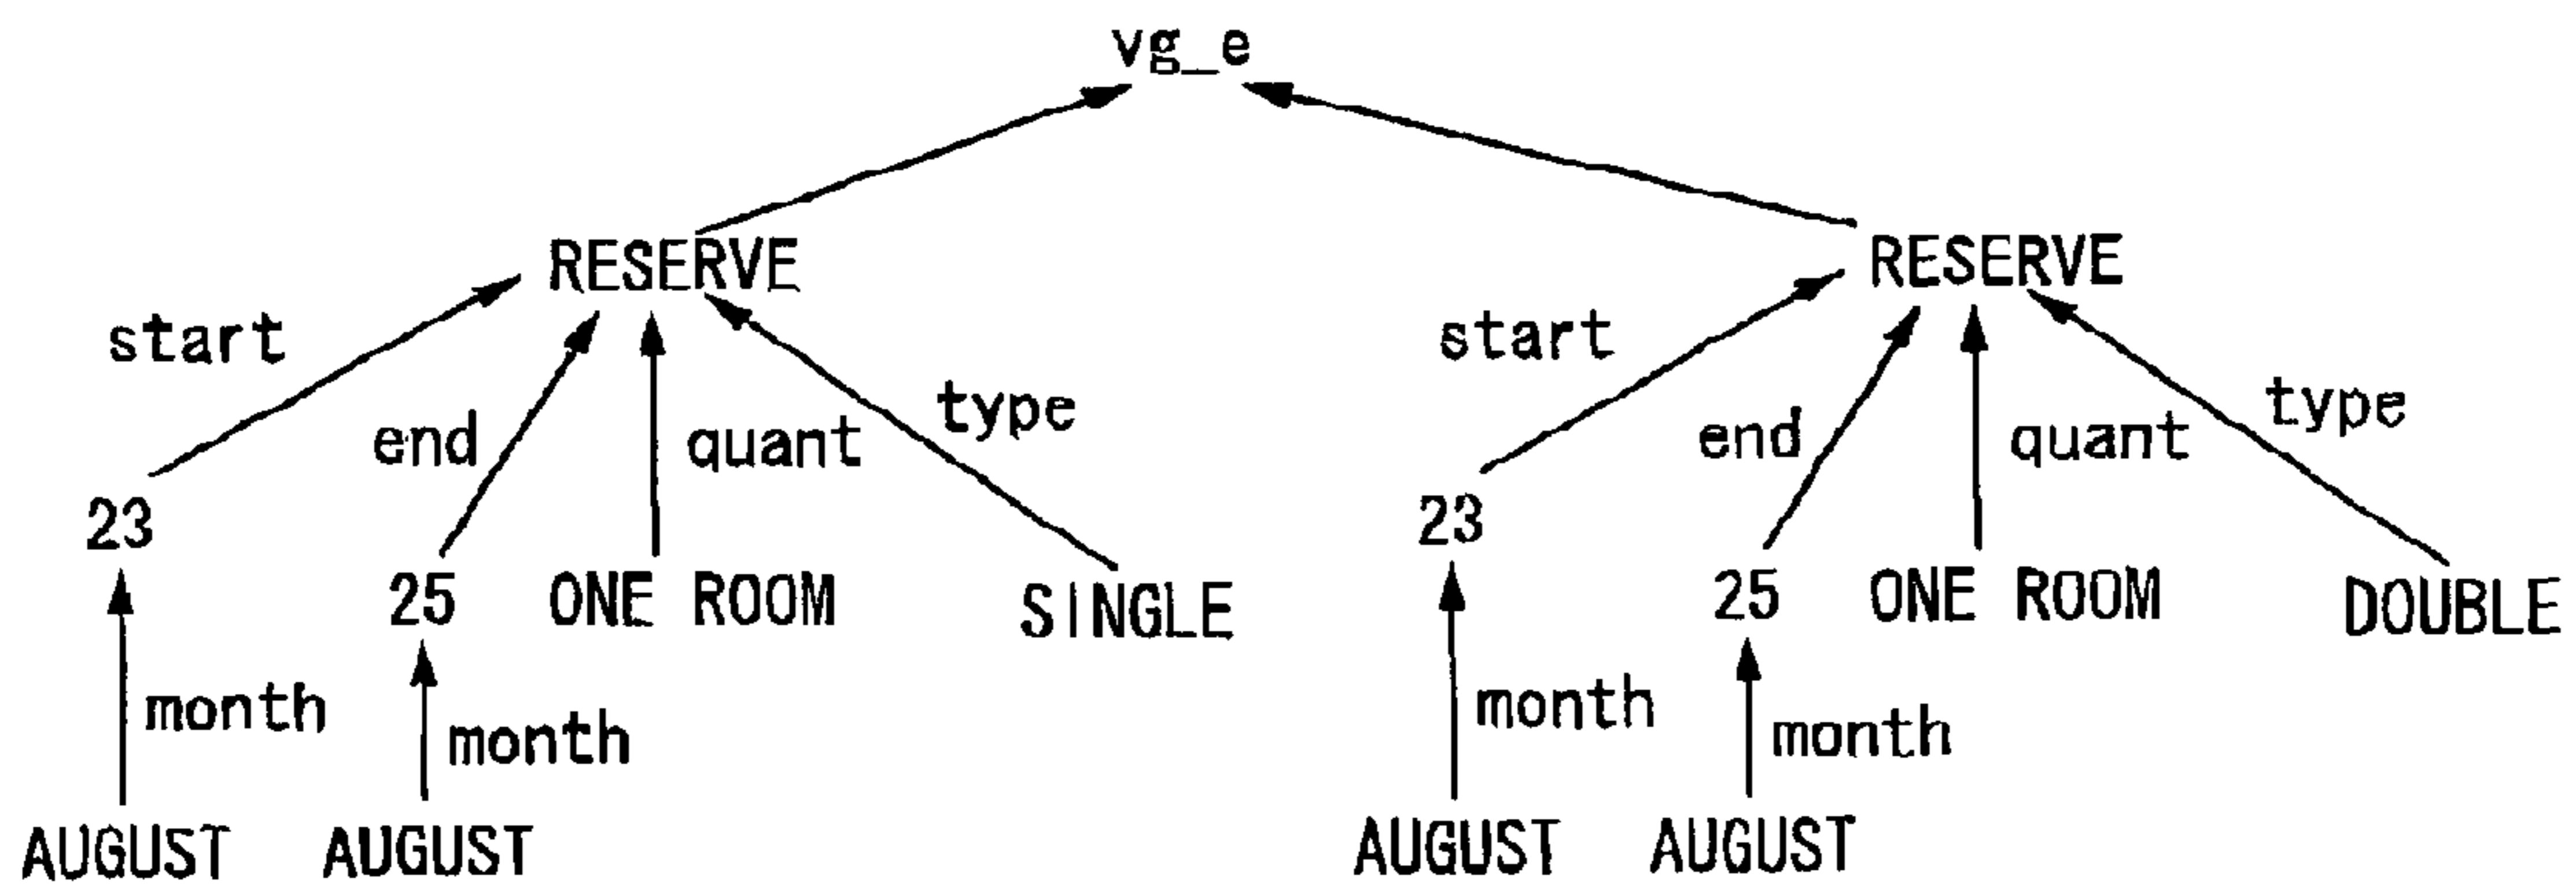 vg_e
RESERVE RESERVE
start start
end quant type end quant type
23 23
25 ONE ROOM SINGLE 25 ONE ROOM DOUBLE
month month month month
AUGUST AUGUST AUGUST AUGUST